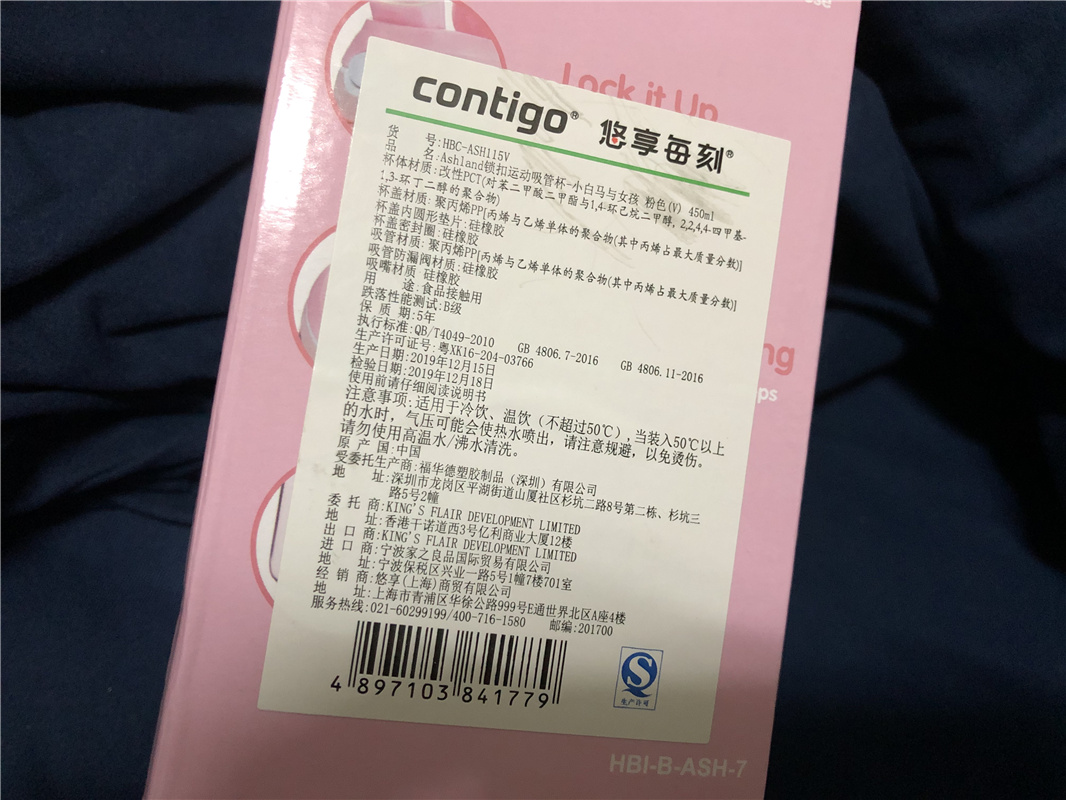 Lock it Up
contigo® 悠享每刻®
货 号:HBC-ASH115V
品 名:Ashland锁扣运动吸管杯-小白马与女孩 粉色(V) 450ml
杯体材质:改性PCT(对苯二甲酸二甲酯与1,4-环己烷二甲醇, 2,2,4,4-四甲基-
1,3-环丁二醇的聚合物)
杯盖材质:聚丙烯PP[丙烯与乙烯单体的聚合物(其中丙烯占最大质量分数)]
杯盖内圆形垫片:硅橡胶
杯盖密封圈:硅橡胶
吸管材质:聚丙烯PP[丙烯与乙烯单体的聚合物(其中丙烯占最大质量分数)]
吸管防漏阀材质:硅橡胶
吸嘴材质 硅橡胶
用 途:食品接触用
跌落性能测试:B级
保 质 期:5年
执行标准:QB/T4049-2010 GB 4806.7-2016 GB 4806.11-2016
生产许可证号:粤XK16-204-03766
生产日期:2019年12月15日
检验日期:2019年12月18日
使用前请仔细阅读说明书
注意事项:适用于冷饮、温饮（不超过50℃）,当装入50℃以上
的水时，气压可能会使热水喷出，请注意规避，以免烫伤。
请勿使用高温水/沸水清洗。
原 产 国:中国
受委托生产商:福华德塑胶制品（深圳）有限公司
地 址:深圳市龙岗区平湖街道山厦社区杉坑二路8号第二栋、杉坑三
路5号2幢
委 托 商:KING'S FLAIR DEVELOPMENT LIMITED
地 址:香港干诺道西3号亿利商业大厦12楼
出 口 商:KING'S FLAIR DEVELOPMENT LIMITED
进 口 商:宁波家之良品国际贸易有限公司
地 址:宁波保税区兴业一路5号1幢7楼701室
经 销 商:悠享(上海)商贸有限公司
地 址:上海市青浦区华徐公路999号E通世界北区A座4楼
服务热线:021-60299199/400-716-1580 邮编:201700
4 897103 841779
生产许可
HBI-B-ASH-7